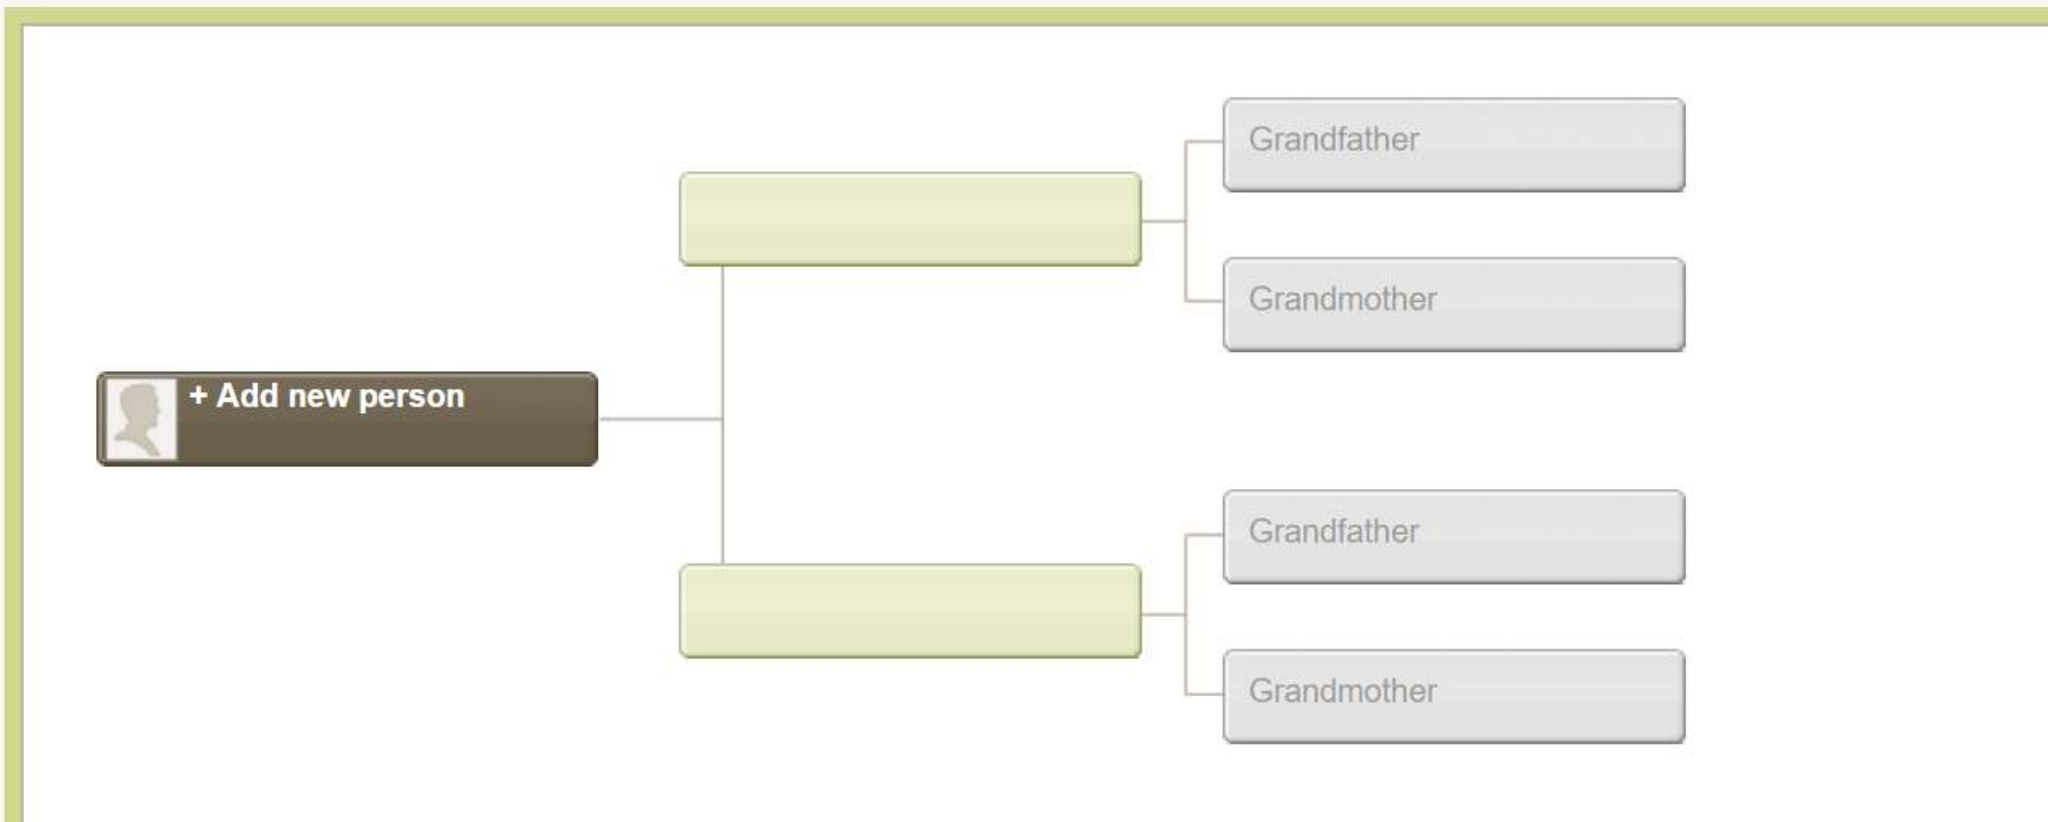 Grandfather
Grandmother
+ Add new person
Grandfather
Grandmother